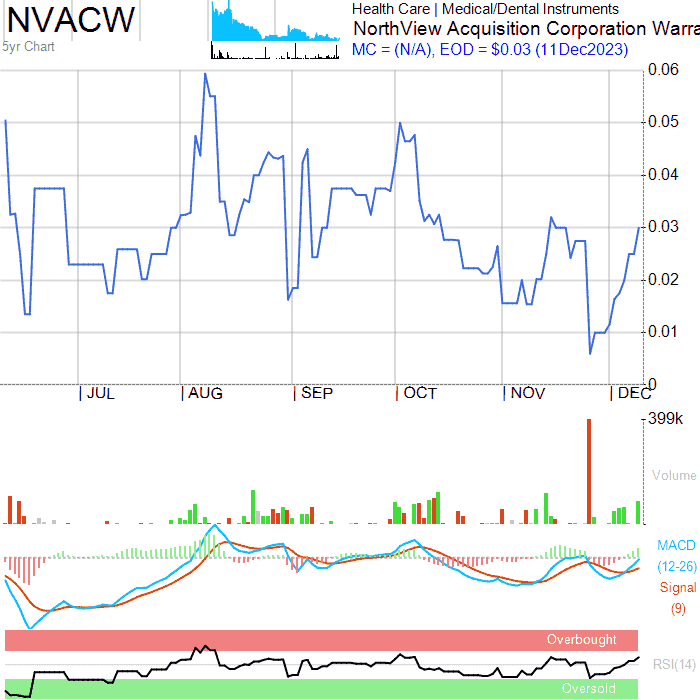 NVACW
5yr Chart
Health Care | Medical/Dental Instruments
NorthView Acquisition Corporation Warra
MC = (N/A), EOD = $0.03 (11Dec2023)
0.06
0.05
0.04
0.03
0.02
0.01
0
JUL AUG SEP OCT NOV DEC
399k
Volume
MACD
(12-26)
Signal
(9)
Overbought
RSI(14)
Oversold